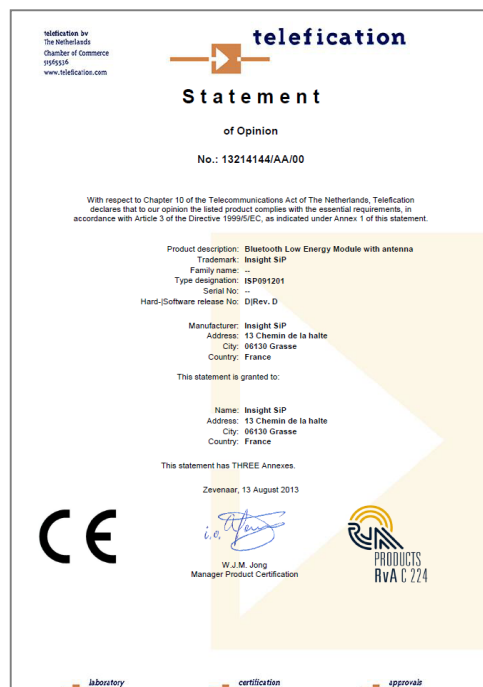 telefication bv
The Netherlands
Chamber of Commerce
51565536
www.telefication.com
telefication
Statement
of Opinion
No.: 13214144/AA/00
With respect to Chapter 10 of the Telecommunications Act of The Netherlands, Telefication
declares that to our opinion the listed product complies with the essential requirements, in
accordance with Article 3 of the Directive 1999/5/EC, as indicated under Annex 1 of this statement.
Product description: Bluetooth Low Energy Module with antenna
Trademark: Insight SiP
Family name: --
Type designation: ISP091201
Serial No: --
Hard-|Software release No: D|Rev. D
Manufacturer: Insight SiP
Address: 13 Chemin de la halte
City: 06130 Grasse
Country: France
This statement is granted to:
Name: Insight SiP
Address: 13 Chemin de la halte
City: 06130 Grasse
Country: France
This statement has THREE Annexes.
Zevenaar, 13 August 2013
CE
i.o.
W.J.M. Jong
Manager Product Certification
RVA
PRODUCTS
RvA C 224
laboratory
certification
approvals